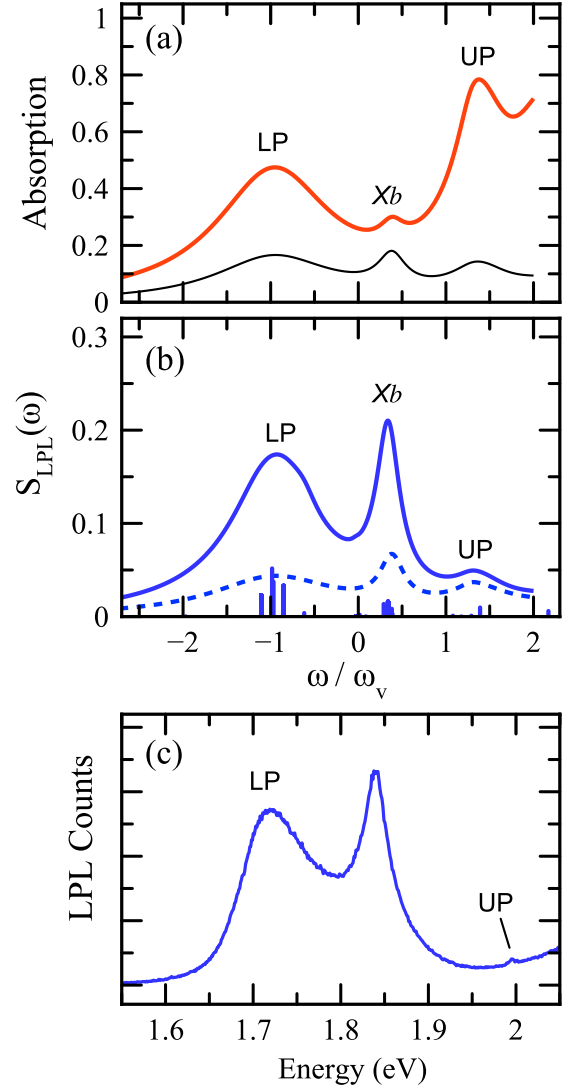 (a)
1
0.8
0.6
0.4
0.2
0
Absorption
LP
Xb
UP
(b)
0.3
0.2
0.1
0
S_LPL(ω)
LP
Xb
UP
−2 −1 0 1 2
ω / ω_v
(c)
LPL Counts
LP
UP
1.6 1.7 1.8 1.9 2
Energy (eV)